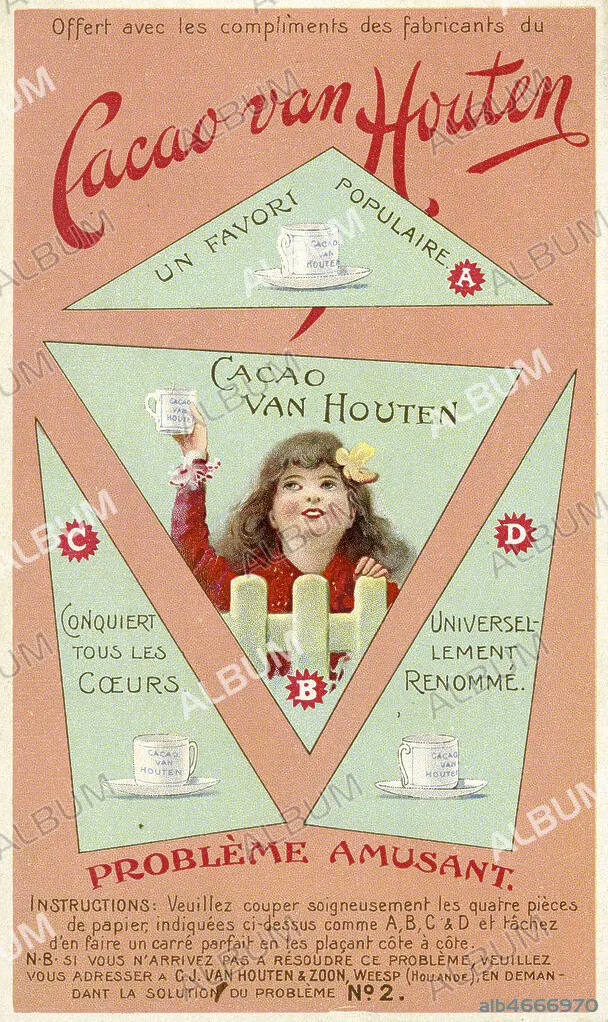 Offert avec les compliments des fabricants du
Cacao van Houten
UN FAVORI POPULAIRE.
CACAO
VAN
HOUTEN
A
CACAO
VAN HOUTEN
CACAO
VAN
HOUTEN
C
D
CONQUIERT
TOUS LES
CŒURS.
UNIVERSEL-
LEMENT
RENOMMÉ.
B
CACAO
VAN
HOUTEN
CACAO
VAN
HOUTEN
PROBLÈME AMUSANT.
INSTRUCTIONS: Veuillez couper soigneusement les quatre pièces
de papier, indiquées ci-dessus comme A, B, C & D et tâchez
d'en faire un carré parfait en les plaçant côte à côte.
N.B. SI VOUS N'ARRIVEZ PAS A RÉSOUDRE CE PROBLÈME, VEUILLEZ
VOUS ADRESSER A C.J. VAN HOUTEN & ZOON, WEESP (HOLLANDE), EN DEMAN-
DANT LA SOLUTION DU PROBLÈME No. 2.
ALBUM
alb4666970